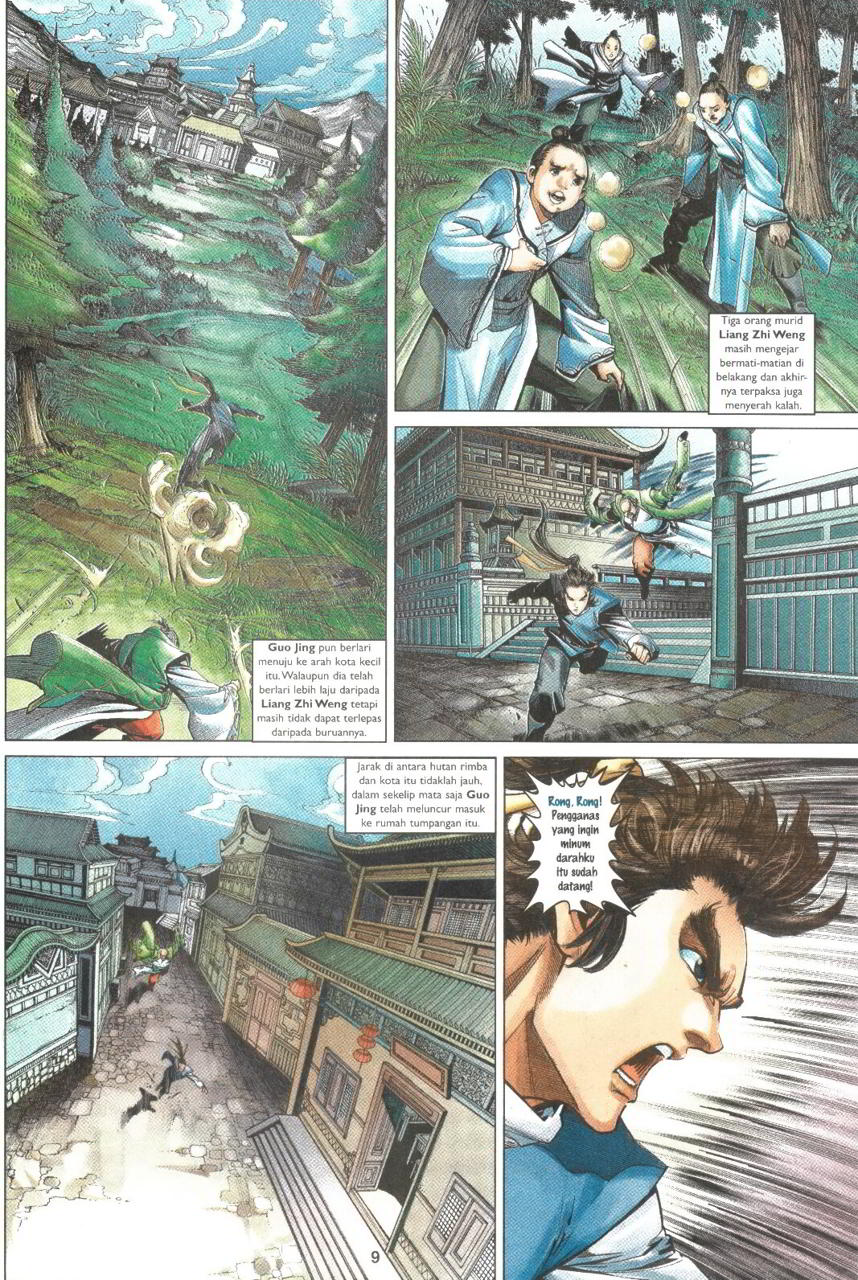 Guo Jing pun berlari
menuju ke arah kota kecil
itu. Walaupun dia telah
berlari lebih laju daripada
Liang Zhi Weng tetapi
masih tidak dapat terlepas
daripada buruannya.
Tiga orang murid
Liang Zhi Weng
masih mengejar
bermati-matian di
belakang dan akhir-
nya terpaksa juga
menyerah kalah.
Jarak di antara hutan rimba
dan kota itu tidaklah jauh,
dalam sekelip mata saja Guo
Jing telah meluncur masuk
ke rumah tumpangan itu.
Rong, Rong!
Pengganas
yang ingin
minum
darahku
itu sudah
datang!
9